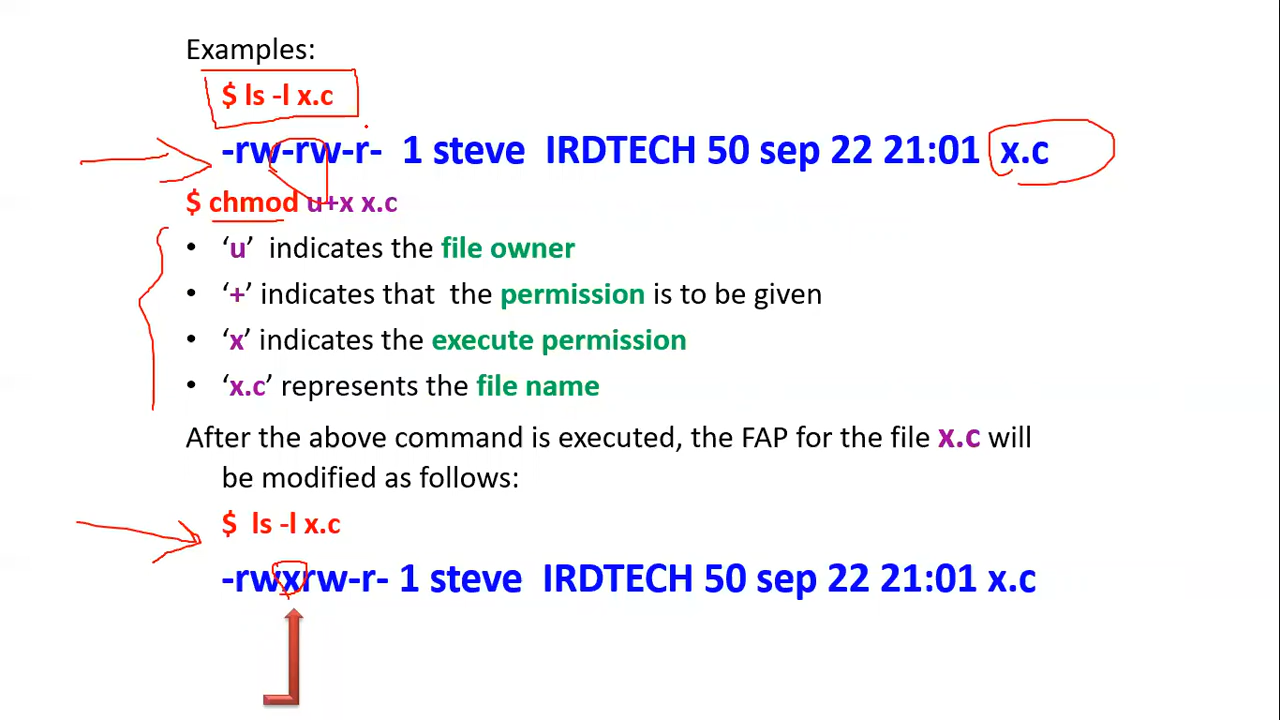 Examples:
$ ls -l x.c
-rw-rw-r- 1 steve IRDTECH 50 sep 22 21:01 x.c
$ chmod u+x x.c
• ‘u’ indicates the file owner
• ‘+’ indicates that the permission is to be given
• ‘x’ indicates the execute permission
• ‘x.c’ represents the file name
After the above command is executed, the FAP for the file x.c will
be modified as follows:
$ ls -l x.c
-rwxrw-r- 1 steve IRDTECH 50 sep 22 21:01 x.c